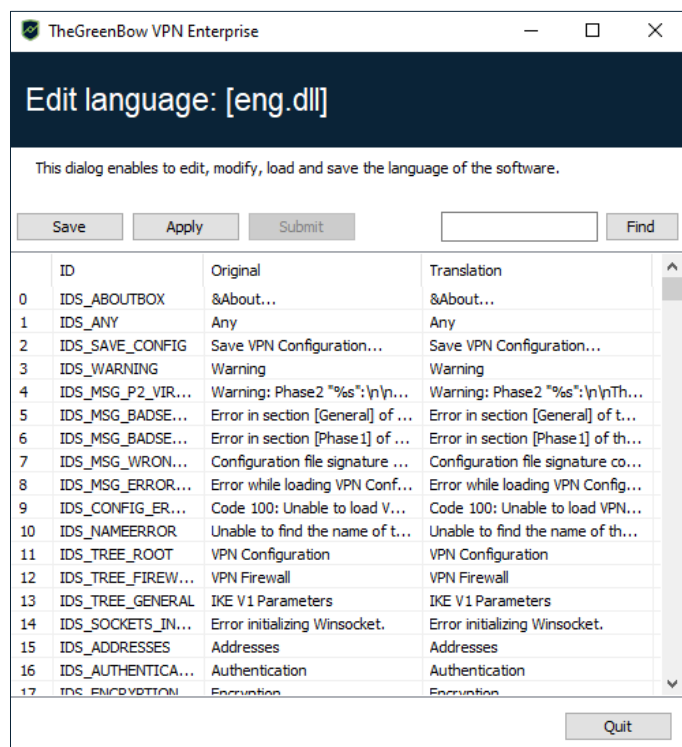 TheGreenBow VPN Enterprise
Edit language: [eng.dll]
This dialog enables to edit, modify, load and save the language of the software.
Save Apply Submit Find
ID Original Translation
0 IDS_ABOUTBOX &About... &About...
1 IDS_ANY Any Any
2 IDS_SAVE_CONFIG Save VPN Configuration... Save VPN Configuration...
3 IDS_WARNING Warning Warning
4 IDS_MSG_P2_VIR... Warning: Phase2 "%s":\n\n... Warning: Phase2 "%s":\n\nTh...
5 IDS_MSG_BADSE... Error in section [General] of ... Error in section [General] of t...
6 IDS_MSG_BADSE... Error in section [Phase1] of ... Error in section [Phase1] of th...
7 IDS_MSG_WRON... Configuration file signature ... Configuration file signature co...
8 IDS_MSG_ERROR... Error while loading VPN Conf... Error while loading VPN Config...
9 IDS_CONFIG_ER... Code 100: Unable to load V... Code 100: Unable to load VPN...
10 IDS_NAMEERROR Unable to find the name of t... Unable to find the name of th...
11 IDS_TREE_ROOT VPN Configuration VPN Configuration
12 IDS_TREE_FIREW... VPN Firewall VPN Firewall
13 IDS_TREE_GENERAL IKE V1 Parameters IKE V1 Parameters
14 IDS_SOCKETS_IN... Error initializing Winsocket. Error initializing Winsocket.
15 IDS_ADDRESSES Addresses Addresses
16 IDS_AUTHENTICA... Authentication Authentication
17 IDS_ENCRYPTION Encryption Encryption
Quit